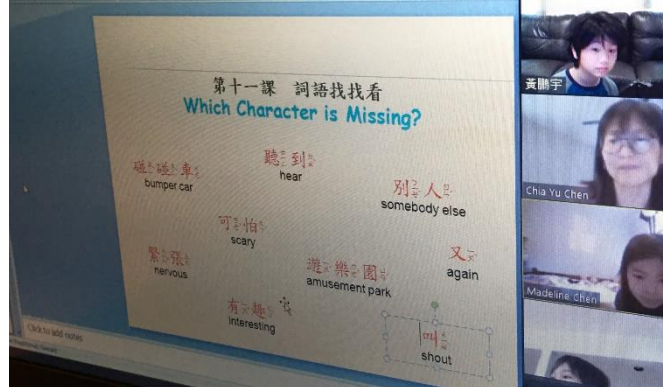 第十一課 詞語找找看
Which Character is Missing?
碰碰車
bumper car
聽到
hear
別人
somebody else
可怕
scary
又
again
緊張
nervous
遊樂園
amusement park
有趣
interesting
叫
shout
Click to add notes
黃鵬宇
Chia Yu Chen
Madeline Chen